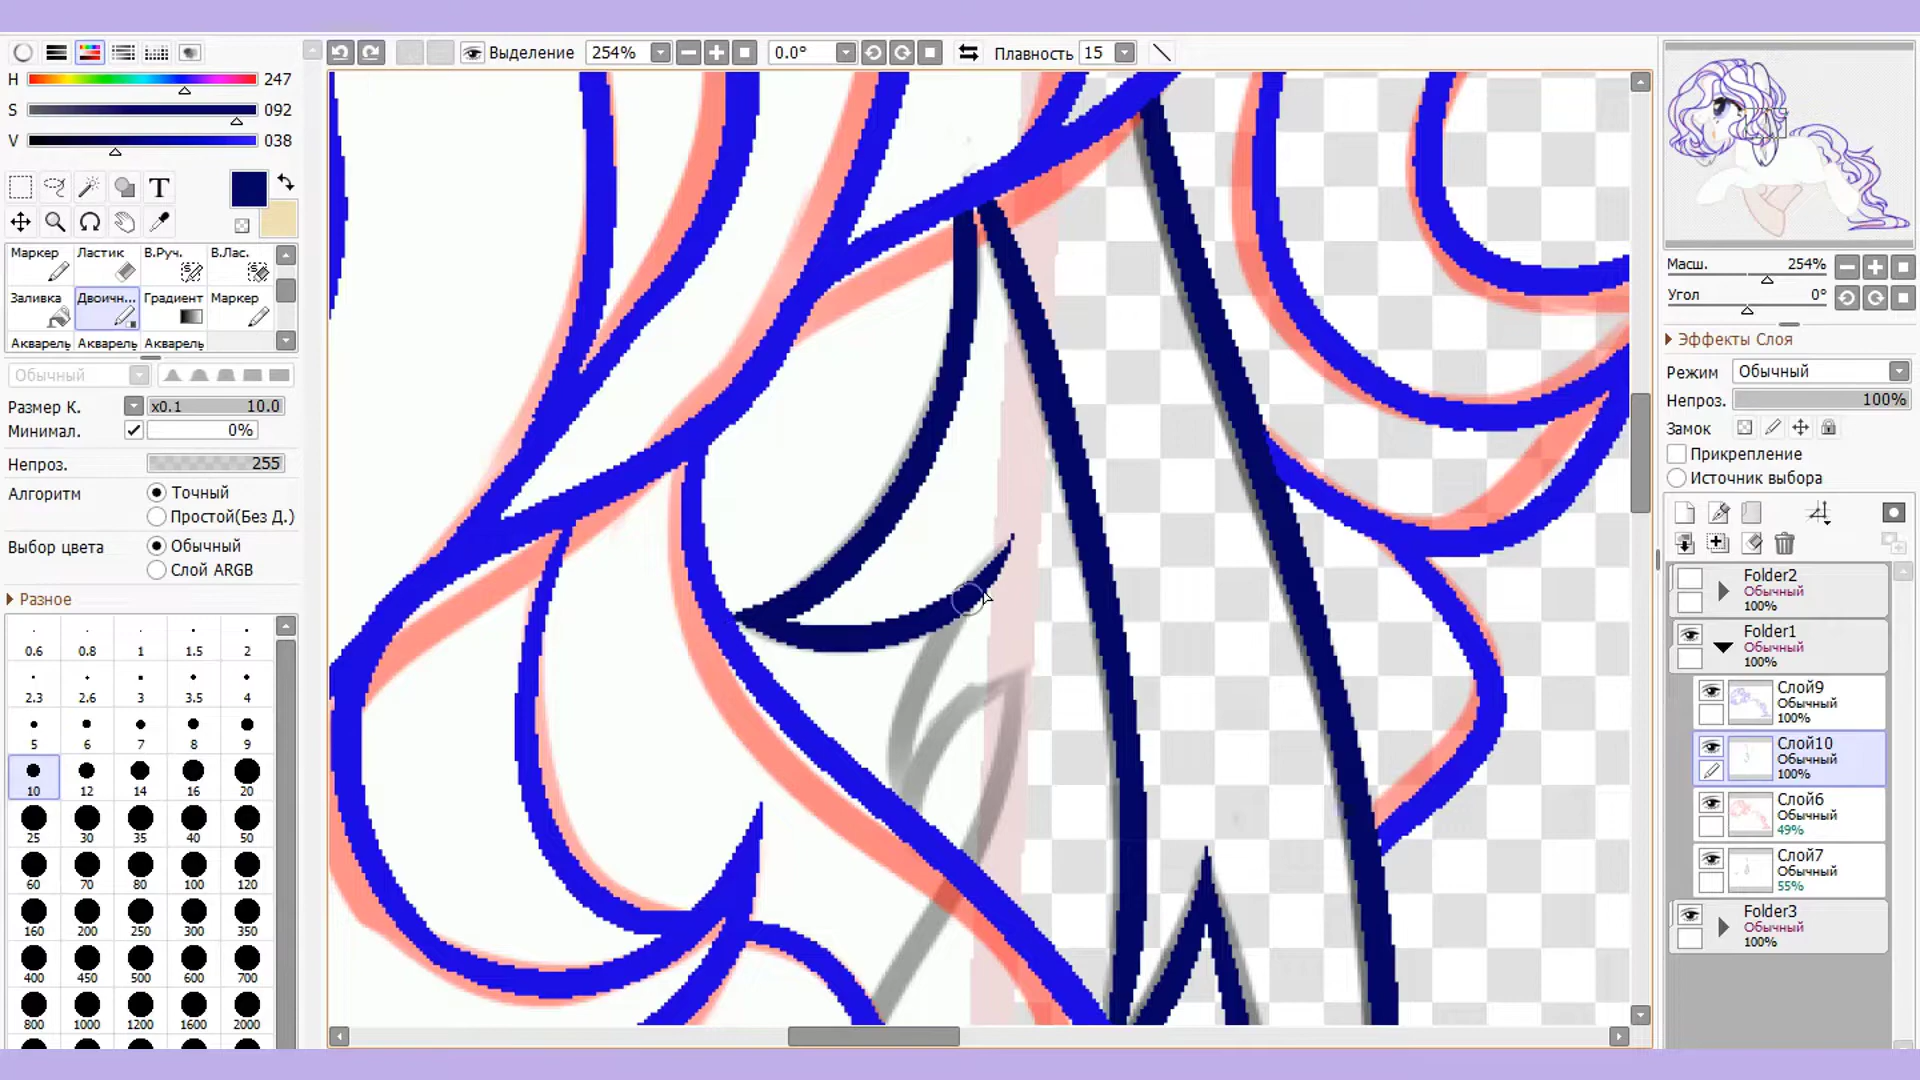 Выделение 254% 0.0° Плавность 15
H 247
S 092
V 038
T
Маркер Ластик В.Руч. В.Лас.
Заливка Двоичн... Градиент Маркер
Акварель Акварель Акварель
Обычный
Размер К. x0.1 10.0
Минимал. 0%
Непроз. 255
Алгоритм Точный
Простой(Без Д.)
Выбор цвета Обычный
Слой ARGB
Разное
0.6 0.8 1 1.5 2
2.3 2.6 3 3.5 4
5 6 7 8 9
10 12 14 16 20
25 30 35 40 50
60 70 80 100 120
160 200 250 300 350
400 450 500 600 700
800 1000 1200 1600 2000
Масш. 254%
Угол 0°
Эффекты Слоя
Режим Обычный
Непроз. 100%
Замок
Прикрепление
Источник выбора
Folder2
Обычный
100%
Folder1
Обычный
100%
Слой9
Обычный
100%
Слой10
Обычный
100%
Слой6
Обычный
49%
Слой7
Обычный
55%
Folder3
Обычный
100%